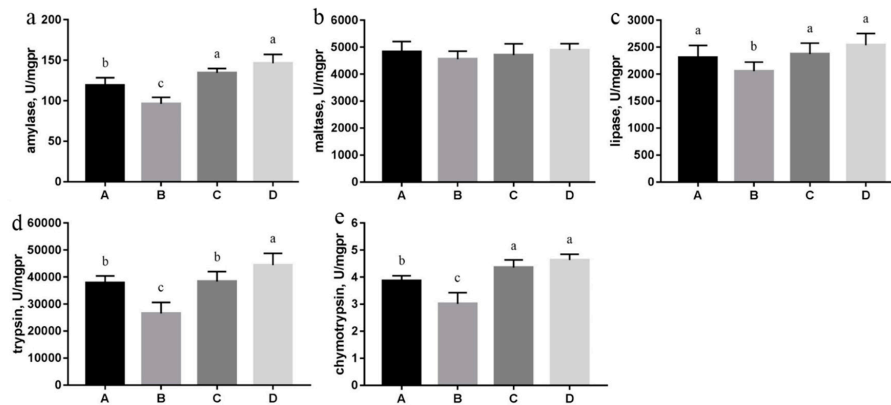 a
amylase, U/mgpr
200
150
100
50
0
b
c
a
a
A
B
C
D
b
maltase, U/mgpr
6000
5000
4000
3000
2000
1000
0
A
B
C
D
c
lipase, U/mgpr
3000
2500
2000
1500
1000
500
0
a
b
a
a
A
B
C
D
d
trypsin, U/mgpr
60000
50000
40000
30000
20000
10000
0
b
c
b
a
A
B
C
D
e
chymotrypsin, U/mgpr
6
5
4
3
2
1
0
b
c
a
a
A
B
C
D